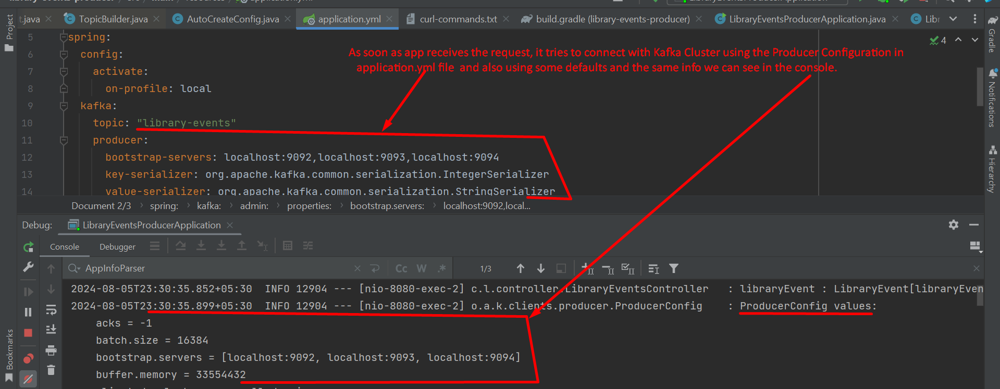 application.yml
t.java
TopicBuilder.java
AutoCreateConfig.java
application.yml
curl-commands.txt
build.gradle (library-events-producer)
LibraryEventsProducerApplication.java
Libr
Project
Gradle
Notifications
Hierarchy
Bookmarks
4
As soon as app receives the request, it tries to connect with Kafka Cluster using the Producer Configuration in
application.yml file and also using some defaults and the same info we can see in the console.
5 spring:
6 config:
7 activate:
8 on-profile: local
9 kafka:
10 topic: "library-events"
11 producer:
12 bootstrap-servers: localhost:9092,localhost:9093,localhost:9094
13 key-serializer: org.apache.kafka.common.serialization.IntegerSerializer
14 value-serializer: org.apache.kafka.common.serialization.StringSerializer
Document 2/3 › spring: › kafka: › admin: › properties: › bootstrap.servers: › localhost:9092,local...
Debug: LibraryEventsProducerApplication
Console Debugger
AppInfoParser
Cc W .* 1/3
2024-08-05T23:30:35.852+05:30 INFO 12904 --- [nio-8080-exec-2] c.l.controller.LibraryEventsController : libraryEvent : LibraryEvent[libraryEven
2024-08-05T23:30:35.899+05:30 INFO 12904 --- [nio-8080-exec-2] o.a.k.clients.producer.ProducerConfig : ProducerConfig values:
acks = -1
batch.size = 16384
bootstrap.servers = [localhost:9092, localhost:9093, localhost:9094]
buffer.memory = 33554432